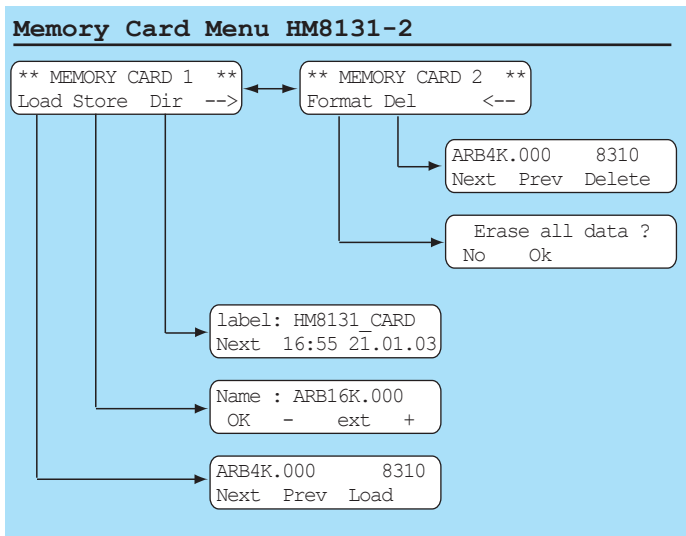 Memory Card Menu HM8131-2
** MEMORY CARD 1 **
Load Store Dir -->
** MEMORY CARD 2 **
Format Del <--
ARB4K.000 8310
Next Prev Delete
Erase all data ?
No Ok
label: HM8131_CARD
Next 16:55 21.01.03
Name : ARB16K.000
OK - ext +
ARB4K.000 8310
Next Prev Load